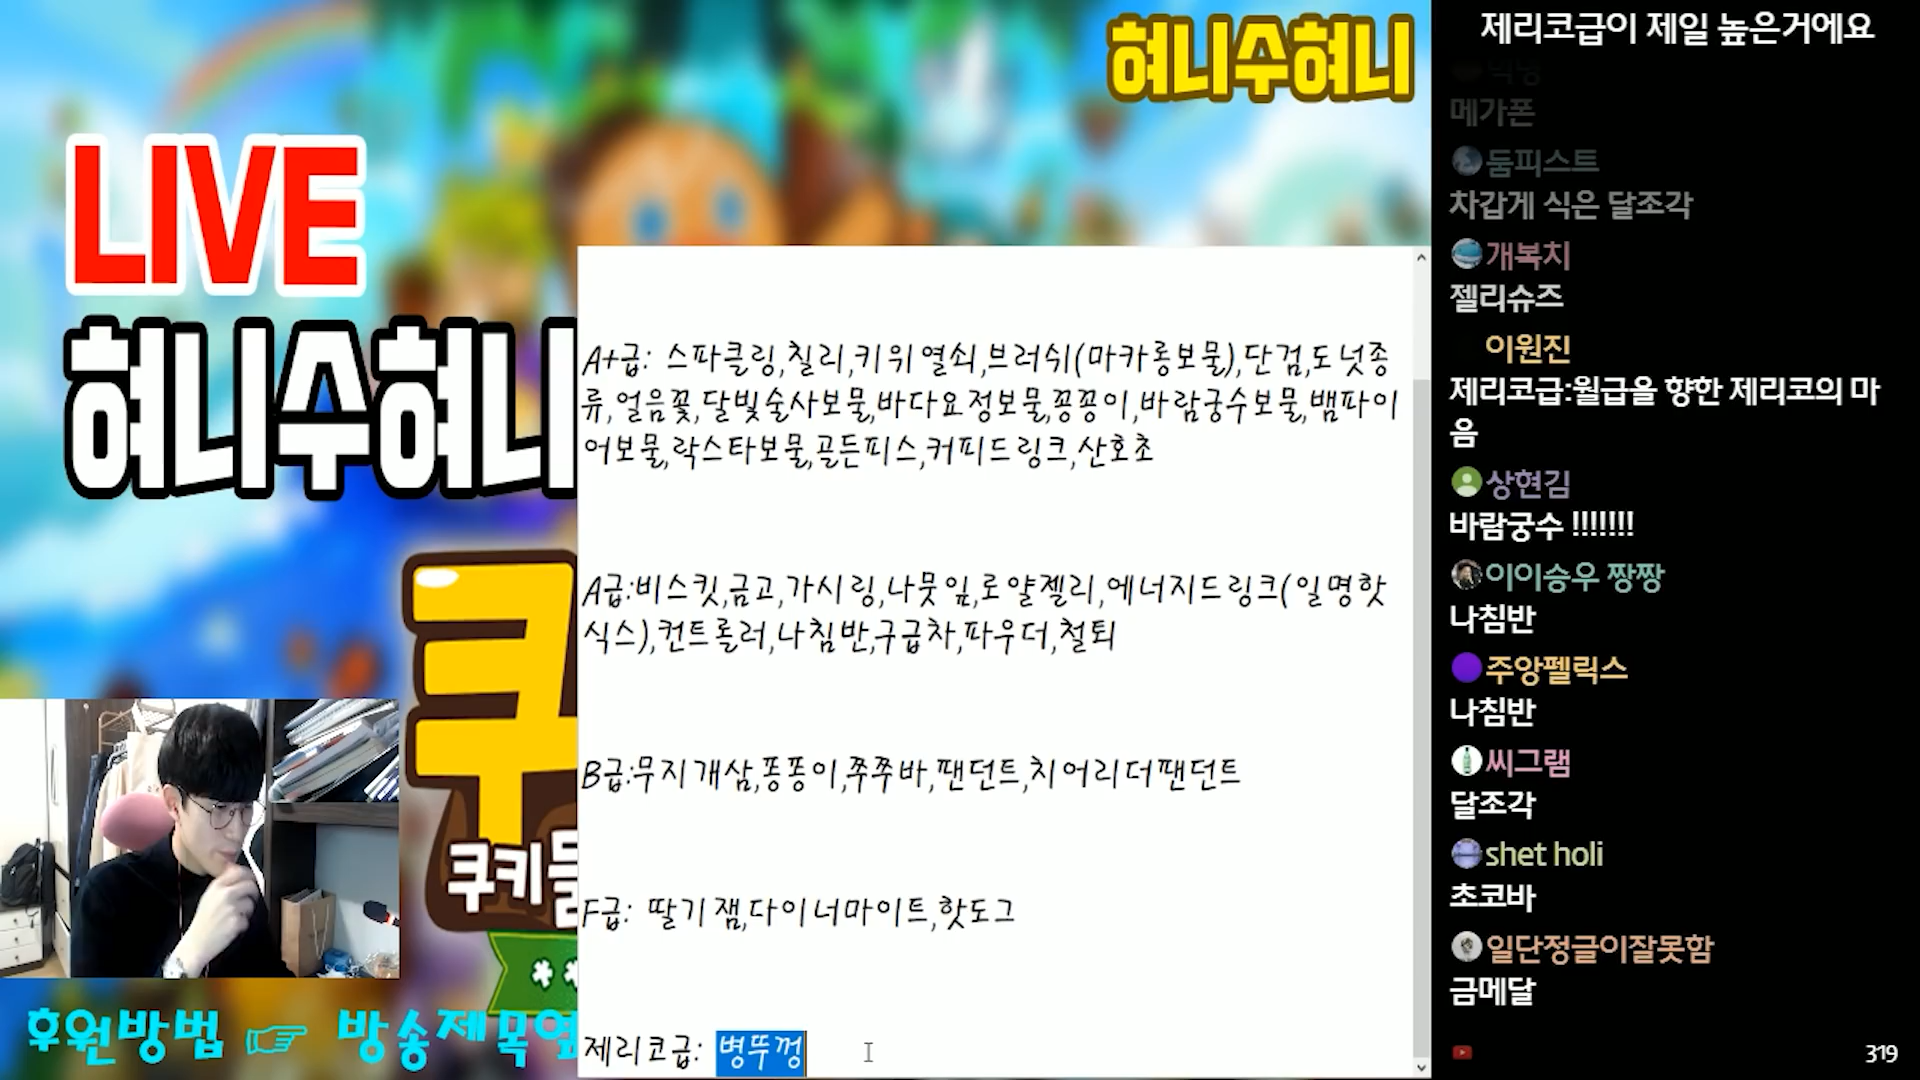 혀니수혀니
LIVE
혀니수혀니
쿠
쿠키들
**
후원방법 👉 방송제목옆
A+급: 스파클링,칠리,키위열쇠,브러쉬(마카롱보물),단검,도넛종
류,얼음꽃,달빛술사보물,바다요정보물,꽁꽁이,바람궁수보물,뱀파이
어보물,락스타보물,골든피스,커피드링크,산호초
A급:비스킷,금고,가시링,나뭇잎,로얄젤리,에너지드링크(일명핫
식스),컨트롤러,나침반,구급차,파우더,철퇴
B급:무지개삽,퐁퐁이,쭈쭈바,팬던트,치어리더팬던트
F급: 딸기잼,다이너마이트,핫도그
제리코급: 병뚜껑
제리코급이 제일 높은거에요
메가폰
둠피스트
차갑게 식은 달조각
개복치
젤리슈즈
이원진
제리코급:월급을 향한 제리코의 마
음
상현김
바람궁수 !!!!!!!
이이승우 짱짱
나침반
주앙펠릭스
나침반
씨그램
달조각
shet holi
초코바
일단정글이잘못함
금메달
319